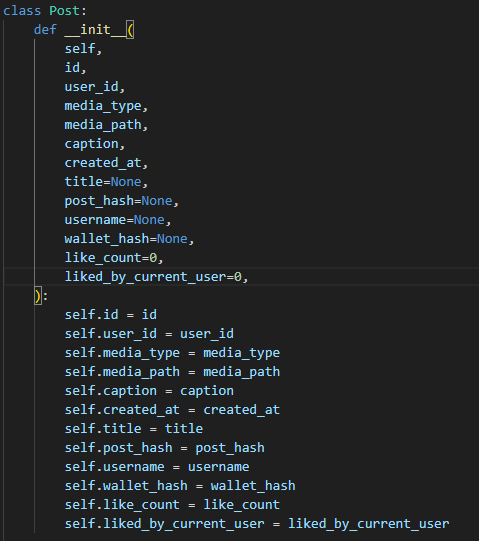 class Post:
    def __init__(
        self,
        id,
        user_id,
        media_type,
        media_path,
        caption,
        created_at,
        title=None,
        post_hash=None,
        username=None,
        wallet_hash=None,
        like_count=0,
        liked_by_current_user=0,
    ):
        self.id = id
        self.user_id = user_id
        self.media_type = media_type
        self.media_path = media_path
        self.caption = caption
        self.created_at = created_at
        self.title = title
        self.post_hash = post_hash
        self.username = username
        self.wallet_hash = wallet_hash
        self.like_count = like_count
        self.liked_by_current_user = liked_by_current_user